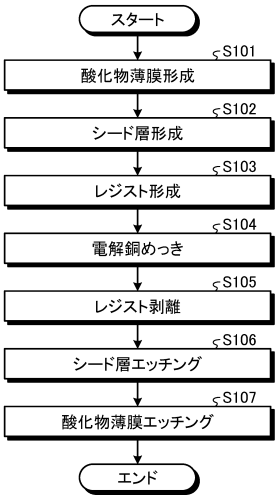 スタート
S101
酸化物薄膜形成
S102
シード層形成
S103
レジスト形成
S104
電解銅めっき
S105
レジスト剥離
S106
シード層エッチング
S107
酸化物薄膜エッチング
エンド